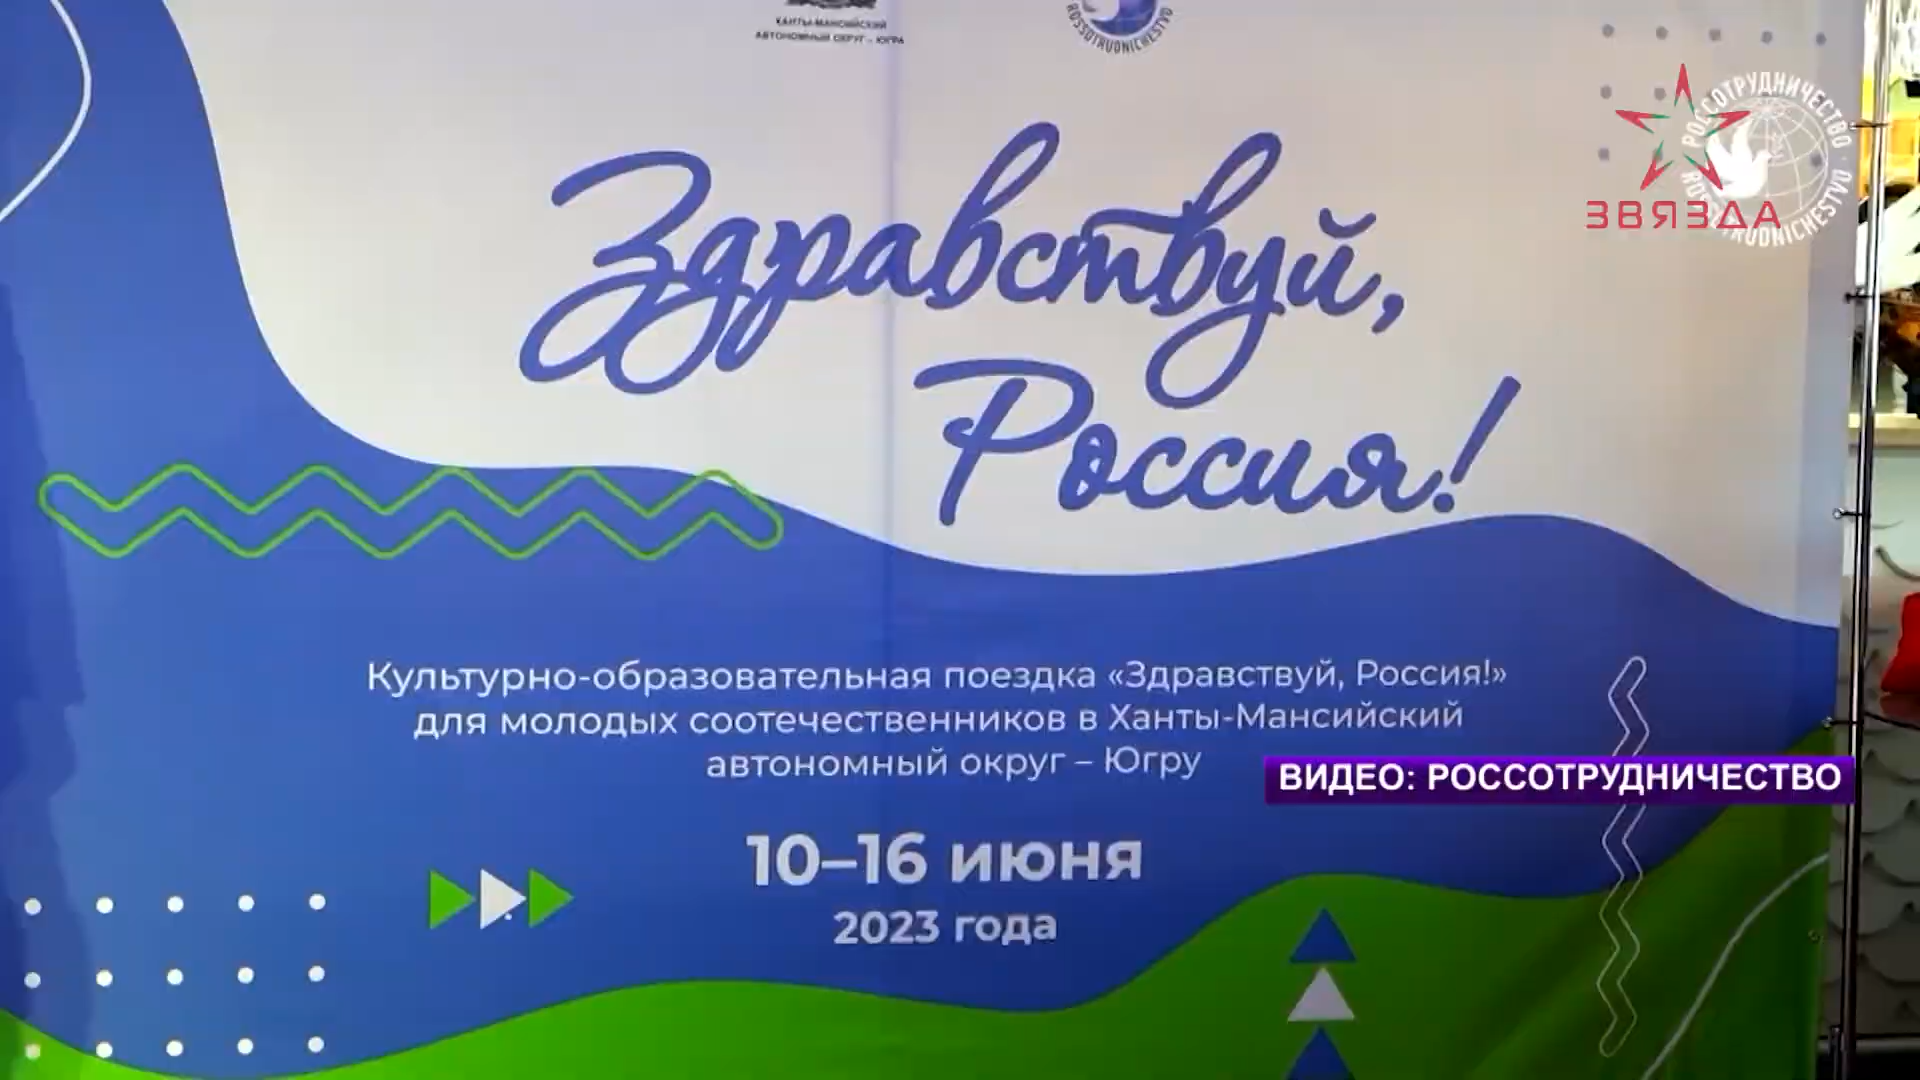 ХАНТЫ-МАНСИЙСКИЙ
АВТОНОМНЫЙ ОКРУГ – ЮГРА
ROSSOTRUDNICHESTVO
РОССОТРУДНИЧЕСТВО
ROSSOTRUDNICHESTVO
ЗВЯЗДА
Здравствуй,
Россия!
Культурно-образовательная поездка «Здравствуй, Россия!»
для молодых соотечественников в Ханты-Мансийский
автономный округ – Югру
ВИДЕО: РОССОТРУДНИЧЕСТВО
10–16 июня
2023 года